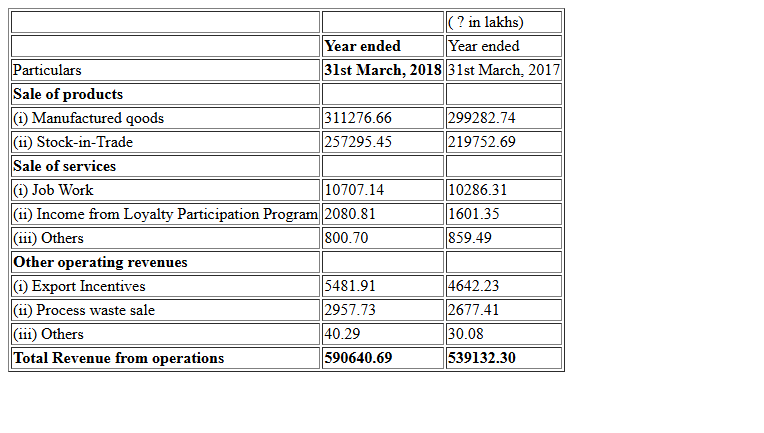 ( ? in lakhs)
Year ended Year ended
Particulars 31st March, 2018 31st March, 2017
Sale of products
(i) Manufactured qoods 311276.66 299282.74
(ii) Stock-in-Trade 257295.45 219752.69
Sale of services
(i) Job Work 10707.14 10286.31
(ii) Income from Loyalty Participation Program 2080.81 1601.35
(iii) Others 800.70 859.49
Other operating revenues
(i) Export Incentives 5481.91 4642.23
(ii) Process waste sale 2957.73 2677.41
(iii) Others 40.29 30.08
Total Revenue from operations 590640.69 539132.30